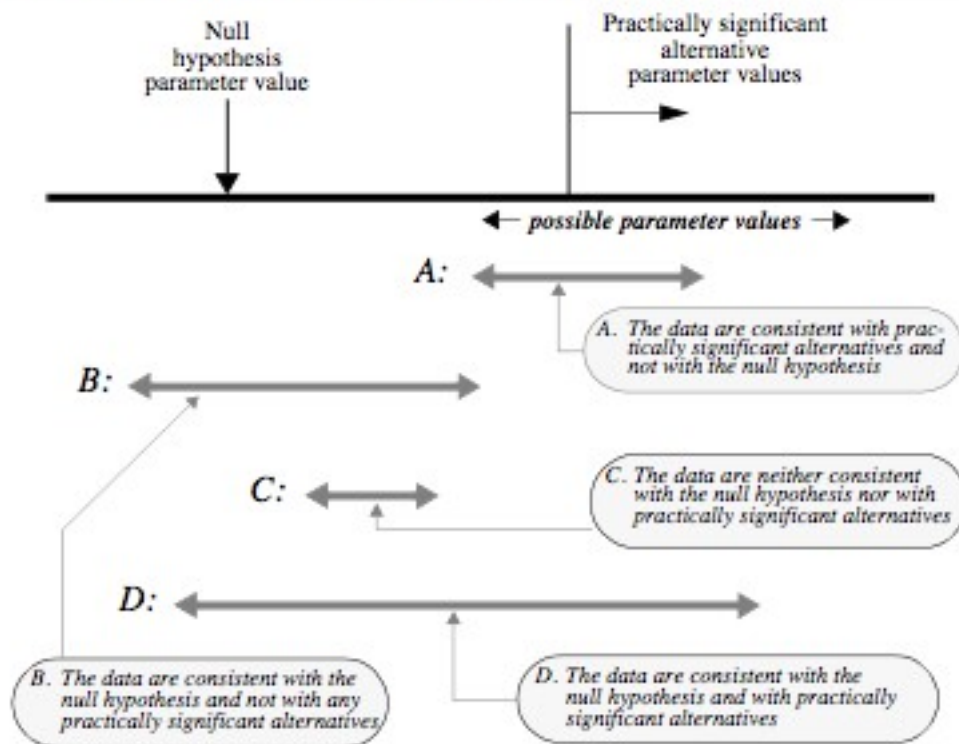 Null
hypothesis
parameter value
Practically significant
alternative
parameter values
possible parameter values
A:
A. The data are consistent with prac-
tically significant alternatives and
not with the null hypothesis
B:
C:
C. The data are neither consistent
with the null hypothesis nor with
practically significant alternatives
D:
B. The data are consistent with the
null hypothesis and not with any
practically significant alternatives
D. The data are consistent with the
null hypothesis and with practically
significant alternatives